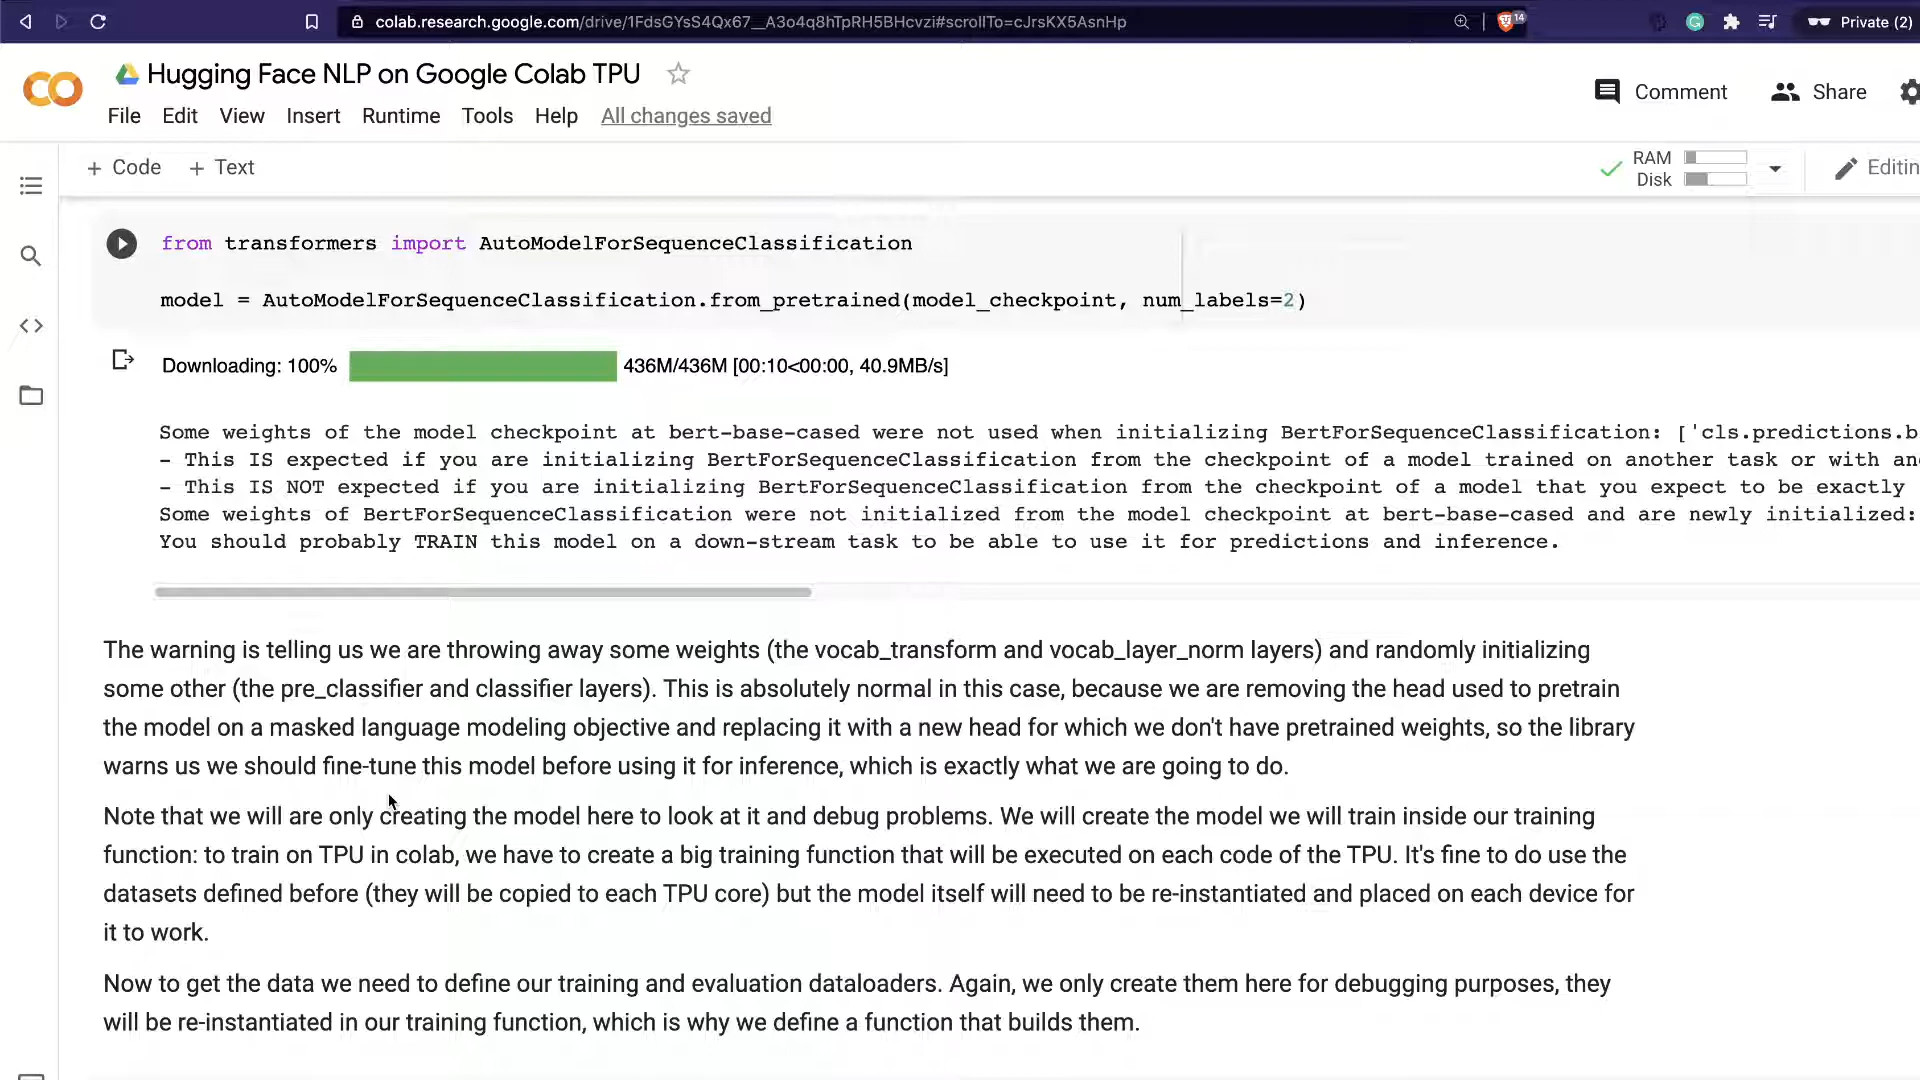 colab.research.google.com/drive/1FdsGYsS4Qx67__A3o4q8hTpRH5BHcvzi#scrollTo=cJrsKX5AsnHp
14
Private (2)
Hugging Face NLP on Google Colab TPU
Comment
Share
File Edit View Insert Runtime Tools Help All changes saved
+ Code + Text
RAM
Disk
Editin
from transformers import AutoModelForSequenceClassification
model = AutoModelForSequenceClassification.from_pretrained(model_checkpoint, num_labels=2)
Downloading: 100% 436M/436M [00:10<00:00, 40.9MB/s]
Some weights of the model checkpoint at bert-base-cased were not used when initializing BertForSequenceClassification: ['cls.predictions.b
- This IS expected if you are initializing BertForSequenceClassification from the checkpoint of a model trained on another task or with an
- This IS NOT expected if you are initializing BertForSequenceClassification from the checkpoint of a model that you expect to be exactly
Some weights of BertForSequenceClassification were not initialized from the model checkpoint at bert-base-cased and are newly initialized:
You should probably TRAIN this model on a down-stream task to be able to use it for predictions and inference.
The warning is telling us we are throwing away some weights (the vocab_transform and vocab_layer_norm layers) and randomly initializing
some other (the pre_classifier and classifier layers). This is absolutely normal in this case, because we are removing the head used to pretrain
the model on a masked language modeling objective and replacing it with a new head for which we don't have pretrained weights, so the library
warns us we should fine-tune this model before using it for inference, which is exactly what we are going to do.
Note that we will are only creating the model here to look at it and debug problems. We will create the model we will train inside our training
function: to train on TPU in colab, we have to create a big training function that will be executed on each code of the TPU. It's fine to do use the
datasets defined before (they will be copied to each TPU core) but the model itself will need to be re-instantiated and placed on each device for
it to work.
Now to get the data we need to define our training and evaluation dataloaders. Again, we only create them here for debugging purposes, they
will be re-instantiated in our training function, which is why we define a function that builds them.